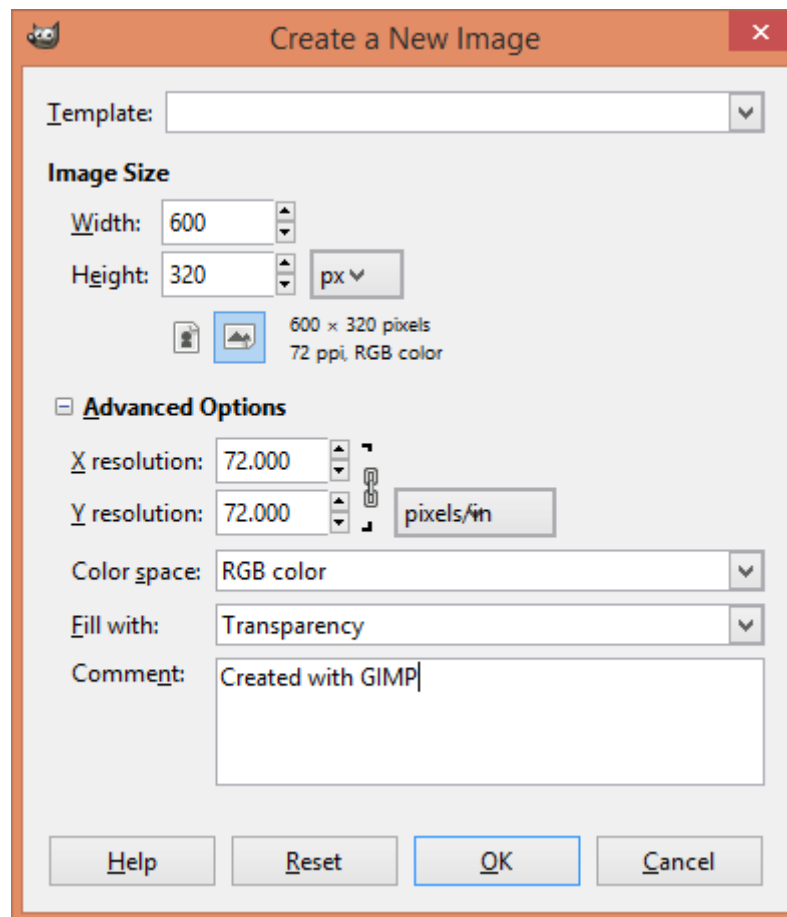 Create a New Image
Template:
Image Size
Width: 600
Height: 320 px
600 × 320 pixels
72 ppi, RGB color
Advanced Options
X resolution: 72.000
Y resolution: 72.000 pixels/in
Color space: RGB color
Fill with: Transparency
Comment: Created with GIMP
Help Reset OK Cancel